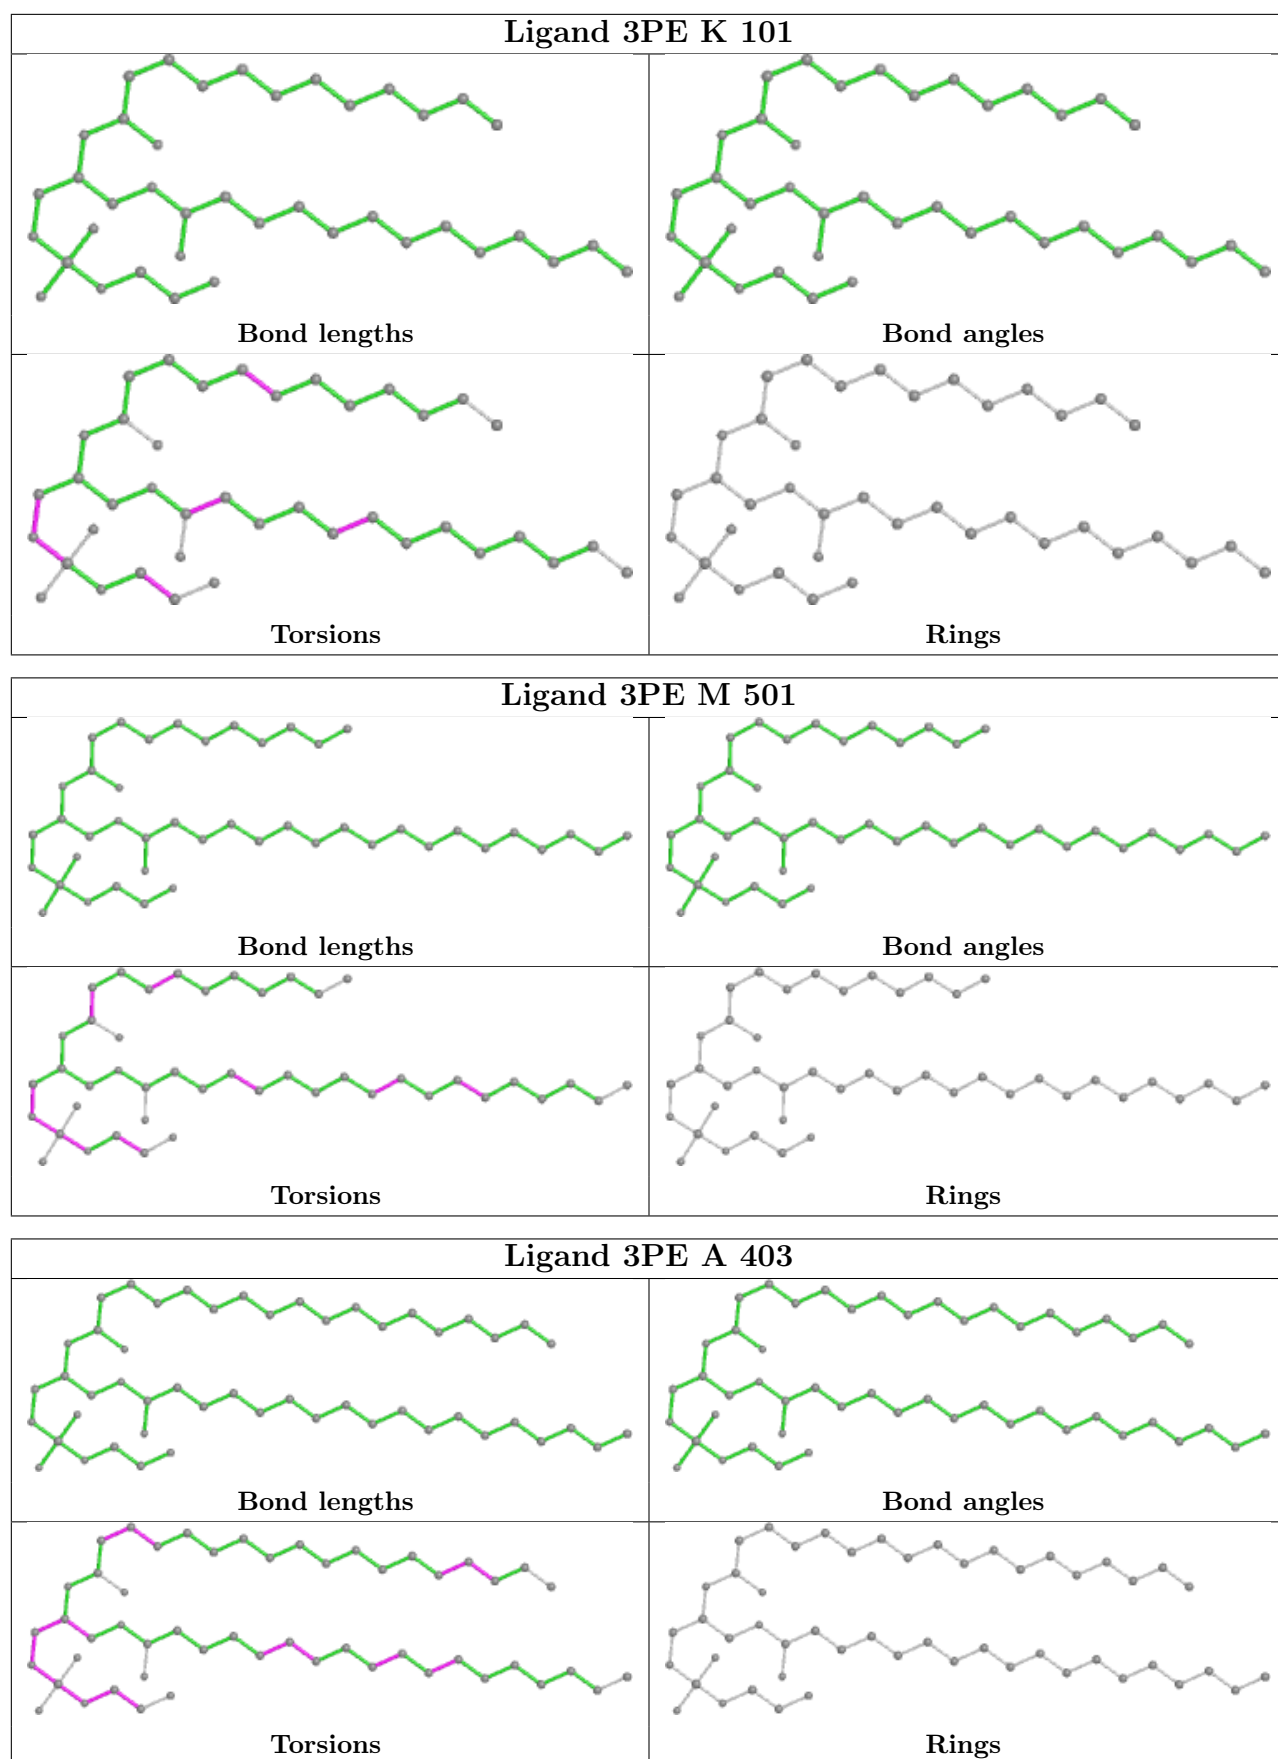 Ligand 3PE K 101
Bond lengths
Bond angles
Torsions
Rings
Ligand 3PE M 501
Bond lengths
Bond angles
Torsions
Rings
Ligand 3PE A 403
Bond lengths
Bond angles
Torsions
Rings